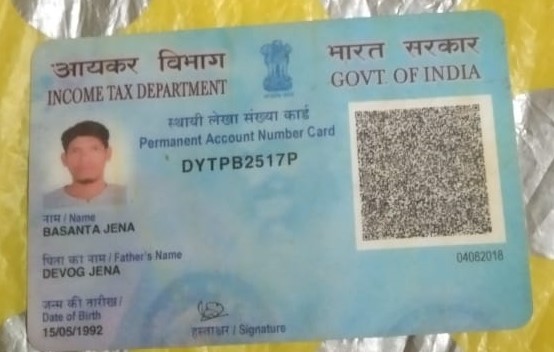 आयकर विभाग
INCOME TAX DEPARTMENT
भारत सरकार
GOVT. OF INDIA
स्थायी लेखा संख्या कार्ड
Permanent Account Number Card
DYTPB2517P
नाम / Name
BASANTA JENA
पिता का नाम / Father's Name
DEVOG JENA
04082018
जन्म की तारीख /
Date of Birth
15/05/1992
हस्ताक्षर / Signature